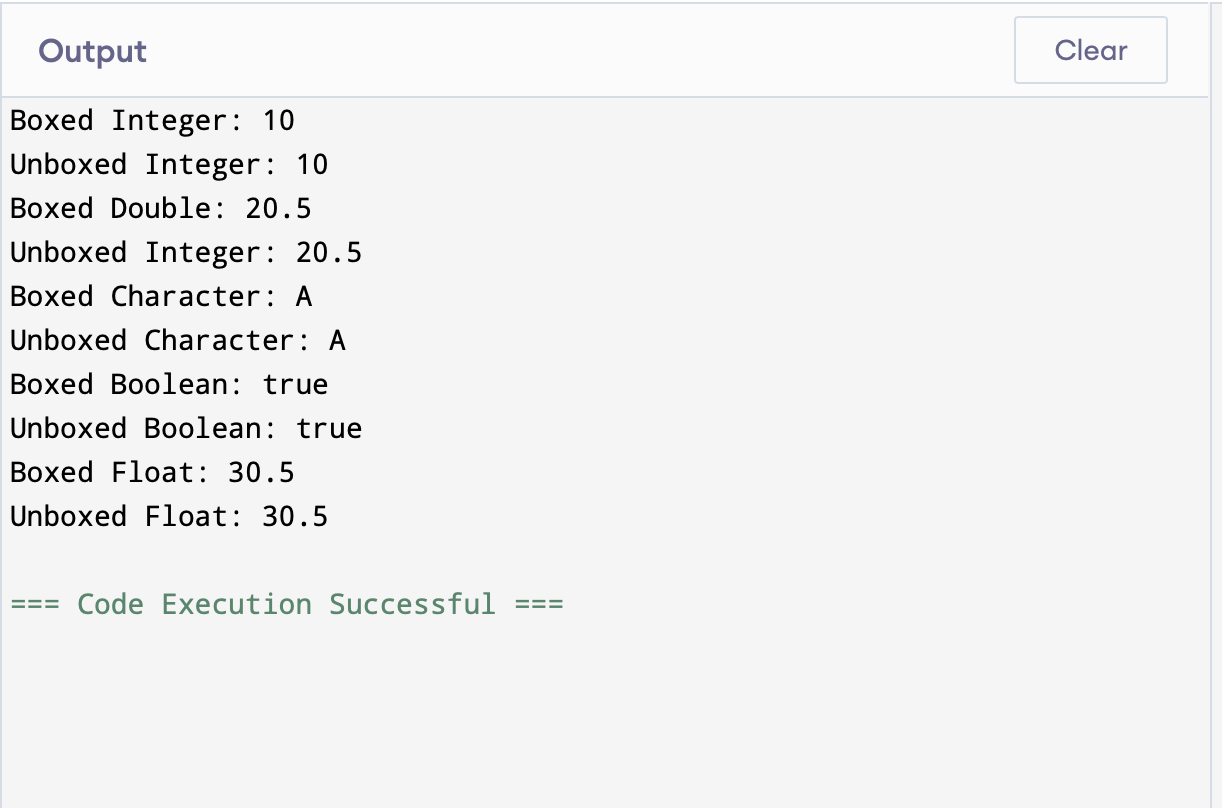 Output
Clear
Boxed Integer: 10
Unboxed Integer: 10
Boxed Double: 20.5
Unboxed Integer: 20.5
Boxed Character: A
Unboxed Character: A
Boxed Boolean: true
Unboxed Boolean: true
Boxed Float: 30.5
Unboxed Float: 30.5
=== Code Execution Successful ===